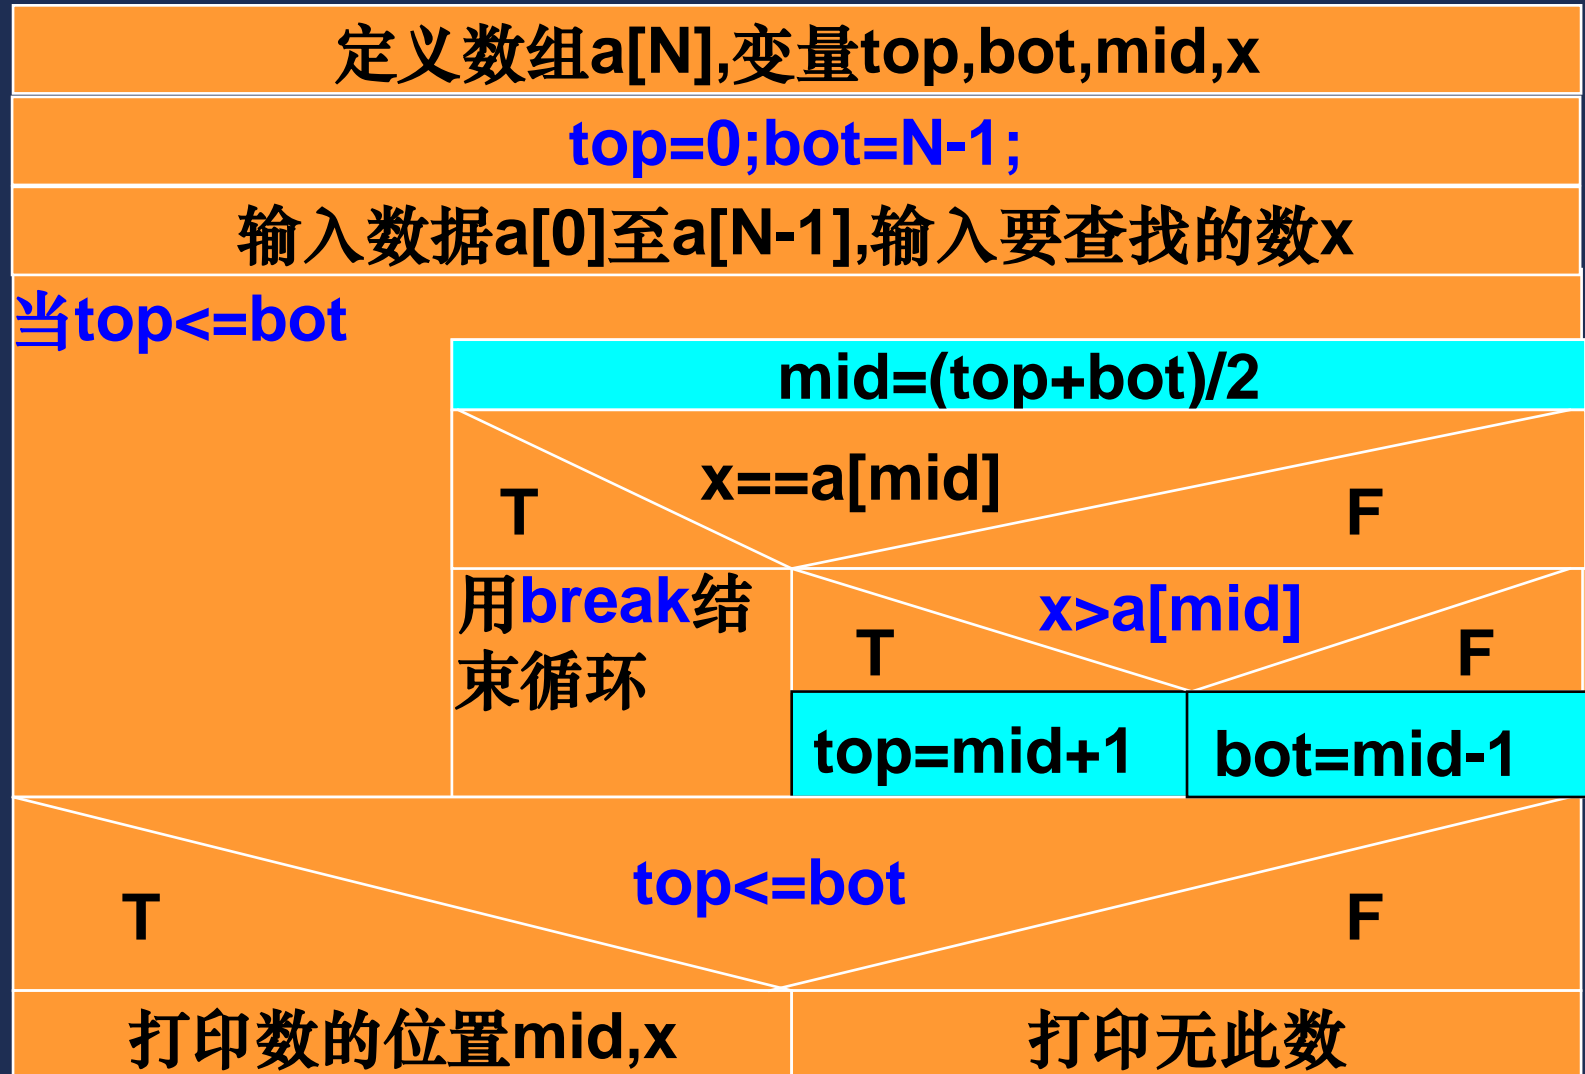 定义数组a[N],变量top,bot,mid,x
top=0;bot=N-1;
输入数据a[0]至a[N-1],输入要查找的数x
当top<=bot
mid=(top+bot)/2
x==a[mid]
T
F
用break结
束循环
x>a[mid]
T
F
top=mid+1
bot=mid-1
top<=bot
T
F
打印数的位置mid,x
打印无此数